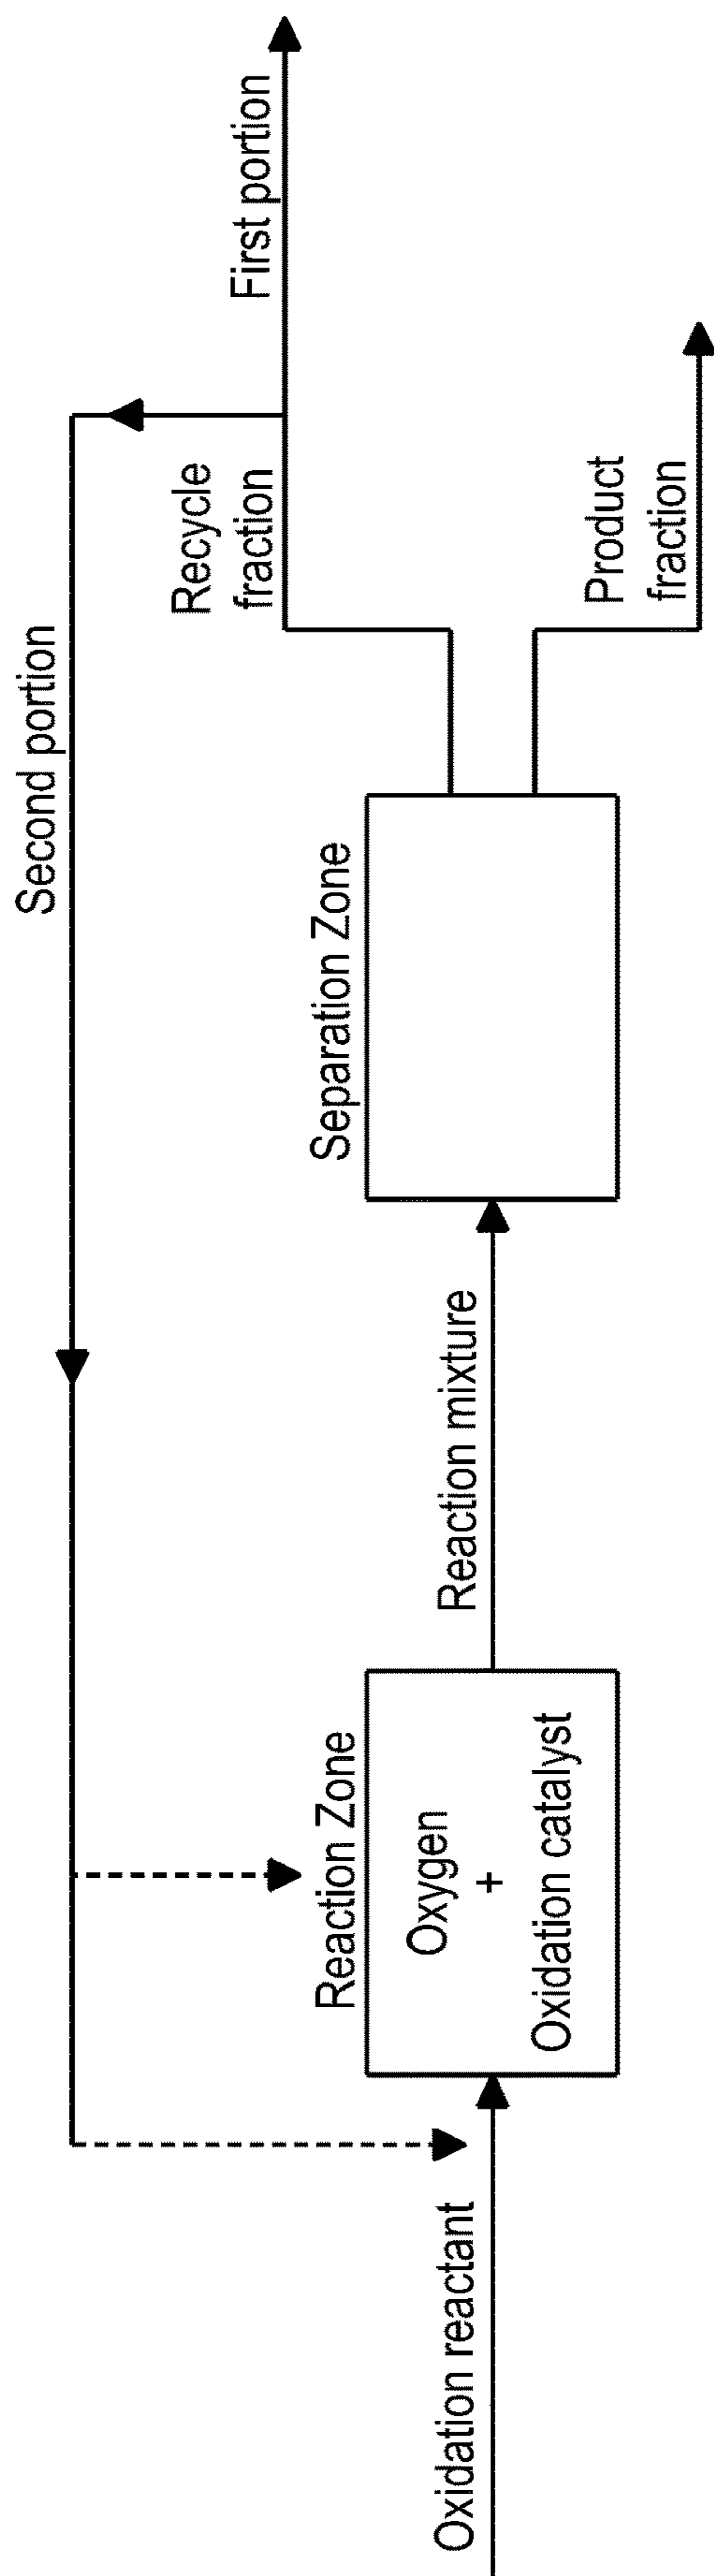 Second portion
Recycle
fraction
First portion
Reaction Zone
Separation Zone
Oxidation reactant
Oxygen
+
Oxidation catalyst
Reaction mixture
Product
fraction